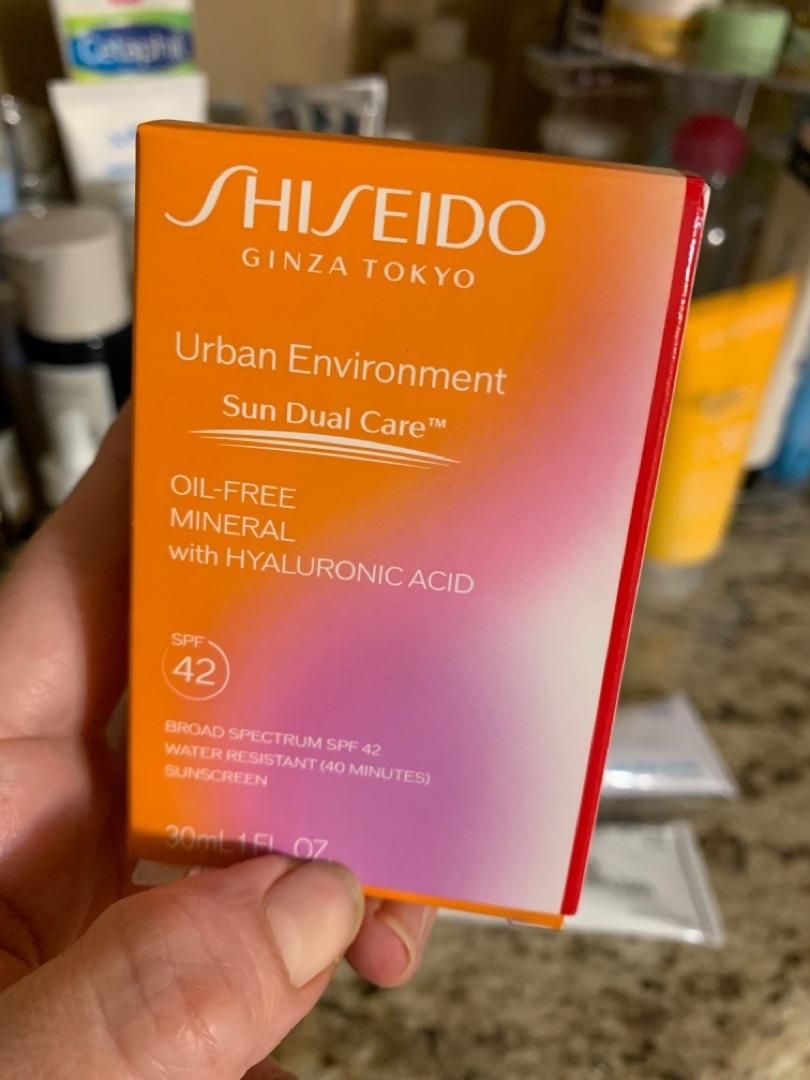 Cetaphil
SHISEIDO
GINZA TOKYO
Urban Environment
Sun Dual Care™
OIL-FREE
MINERAL
with HYALURONIC ACID
SPF
42
BROAD SPECTRUM SPF 42
WATER RESISTANT (40 MINUTES)
SUNSCREEN
30mL 1 FL. OZ.